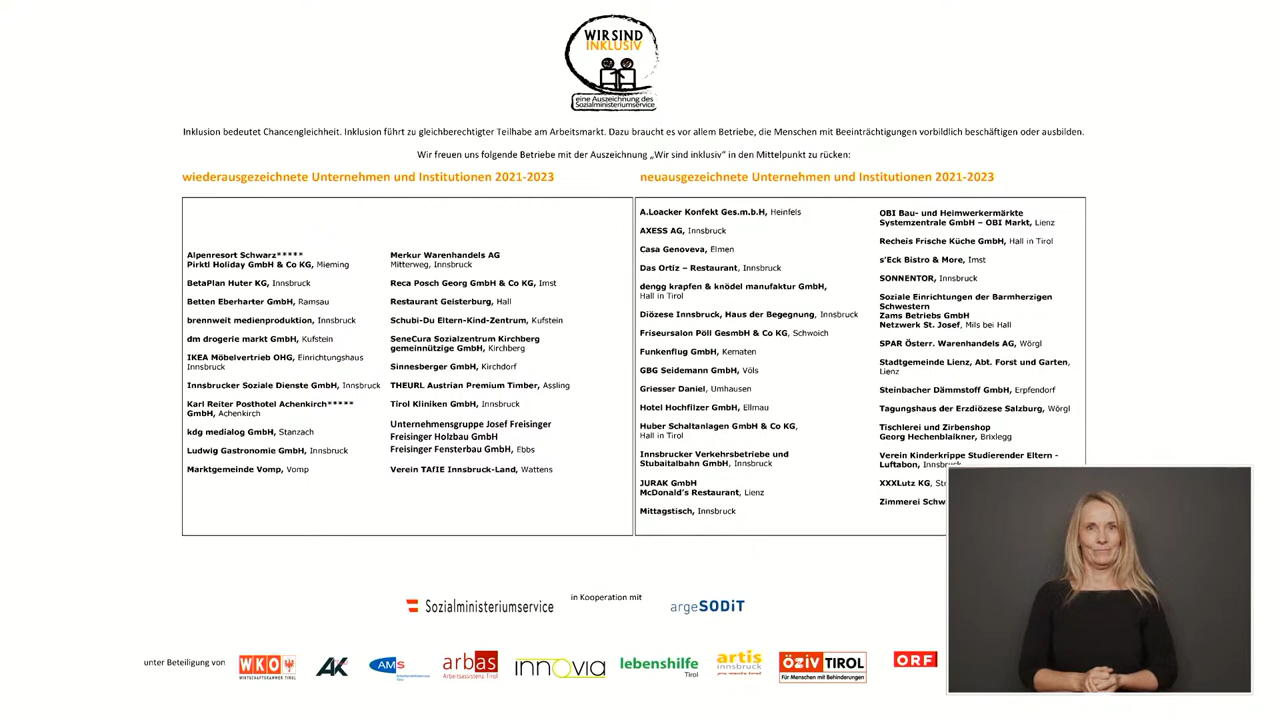 WIR SIND
INKLUSIV
eine Auszeichnung des
Sozialministeriumservice
Inklusion bedeutet Chancengleichheit. Inklusion führt zu gleichberechtigter Teilhabe am Arbeitsmarkt. Dazu braucht es vor allem Betriebe, die Menschen mit Beeinträchtigungen vorbildlich beschäftigen oder ausbilden.
Wir freuen uns folgende Betriebe mit der Auszeichnung „Wir sind inklusiv“ in den Mittelpunkt zu rücken:
wiederausgezeichnete Unternehmen und Institutionen 2021-2023
Alpenresort Schwarz*****
Pirktl Holiday GmbH & Co KG, Mieming
BetaPlan Huter KG, Innsbruck
Betten Eberharter GmbH, Ramsau
brennweit medienproduktion, Innsbruck
dm drogerie markt GmbH, Kufstein
IKEA Möbelvertrieb OHG, Einrichtungshaus
Innsbruck
Innsbrucker Soziale Dienste GmbH, Innsbruck
Karl Reiter Posthotel Achenkirch*****
GmbH, Achenkirch
kdg medialog GmbH, Stanzach
Ludwig Gastronomie GmbH, Innsbruck
Marktgemeinde Vomp, Vomp
Merkur Warenhandels AG
Mitterweg, Innsbruck
Reca Posch Georg GmbH & Co KG, Imst
Restaurant Geisterburg, Hall
Schubi-Du Eltern-Kind-Zentrum, Kufstein
SeneCura Sozialzentrum Kirchberg
gemeinnützige GmbH, Kirchberg
Sinnesberger GmbH, Kirchdorf
THEURL Austrian Premium Timber, Assling
Tirol Kliniken GmbH, Innsbruck
Unternehmensgruppe Josef Freisinger
Freisinger Holzbau GmbH
Freisinger Fensterbau GmbH, Ebbs
Verein TAfIE Innsbruck-Land, Wattens
neuausgezeichnete Unternehmen und Institutionen 2021-2023
A.Loacker Konfekt Ges.m.b.H, Heinfels
AXESS AG, Innsbruck
Casa Genoveva, Elmen
Das Ortiz – Restaurant, Innsbruck
dengg krapfen & knödel manufaktur GmbH,
Hall in Tirol
Diözese Innsbruck, Haus der Begegnung, Innsbruck
Friseursalon Pöll GesmbH & Co KG, Schwoich
Funkenflug GmbH, Kematen
GBG Seidemann GmbH, Völs
Griesser Daniel, Umhausen
Hotel Hochfilzer GmbH, Ellmau
Huber Schaltanlagen GmbH & Co KG,
Hall in Tirol
Innsbrucker Verkehrsbetriebe und
Stubaitalbahn GmbH, Innsbruck
JURAK GmbH
McDonald's Restaurant, Lienz
Mittagstisch, Innsbruck
OBI Bau- und Heimwerkermärkte
Systemzentrale GmbH – OBI Markt, Lienz
Recheis Frische Küche GmbH, Hall in Tirol
s'Eck Bistro & More, Imst
SONNENTOR, Innsbruck
Soziale Einrichtungen der Barmherzigen
Schwestern
Zams Betriebs GmbH
Netzwerk St. Josef, Mils bei Hall
SPAR Österr. Warenhandels AG, Wörgl
Stadtgemeinde Lienz, Abt. Forst und Garten,
Lienz
Steinbacher Dämmstoff GmbH, Erpfendorf
Tagungshaus der Erzdiözese Salzburg, Wörgl
Tischlerei und Zirbenshop
Georg Hechenblaikner, Brixlegg
Verein Kinderkrippe Studierender Eltern -
Luftabon, Innsbruck
XXXLutz KG,
Zimmerei
Sozialministeriumservice
in Kooperation mit
argeSODiT
unter Beteiligung von
WKO
WIRTSCHAFTSKAMMER TIROL
AK
AMS
arbas
Arbeitsassistenz Tirol
innovia
lebenshilfe
Tirol
artis
innsbruck
pro mente tirol
ÖZIV TIROL
Für Menschen mit Behinderungen
ORF